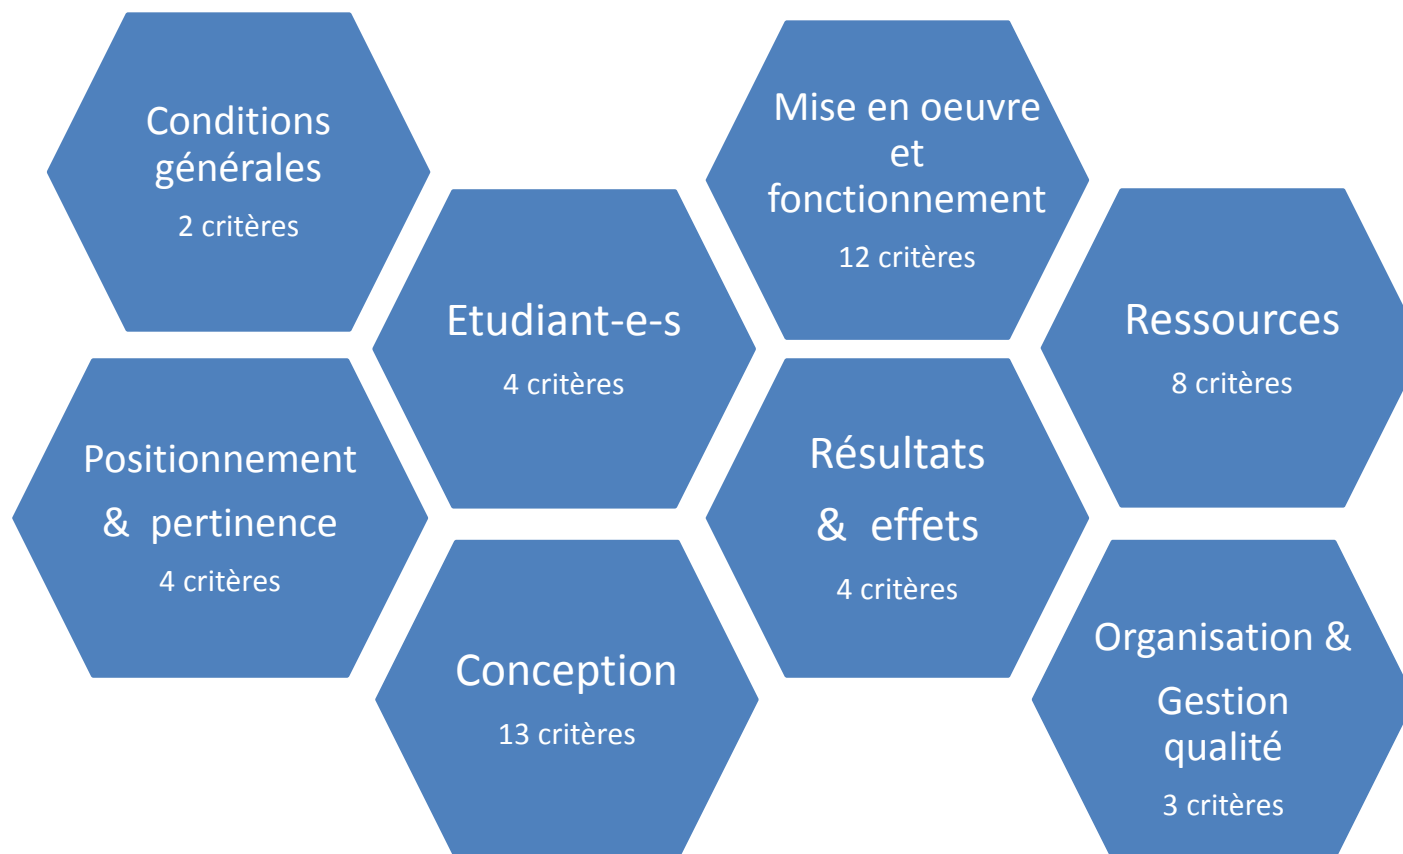 Conditions
générales
2 critères
Mise en oeuvre
et
fonctionnement
12 critères
Etudiant-e-s
4 critères
Ressources
8 critères
Positionnement
& pertinence
4 critères
Résultats
& effets
4 critères
Conception
13 critères
Organisation &
Gestion
qualité
3 critères